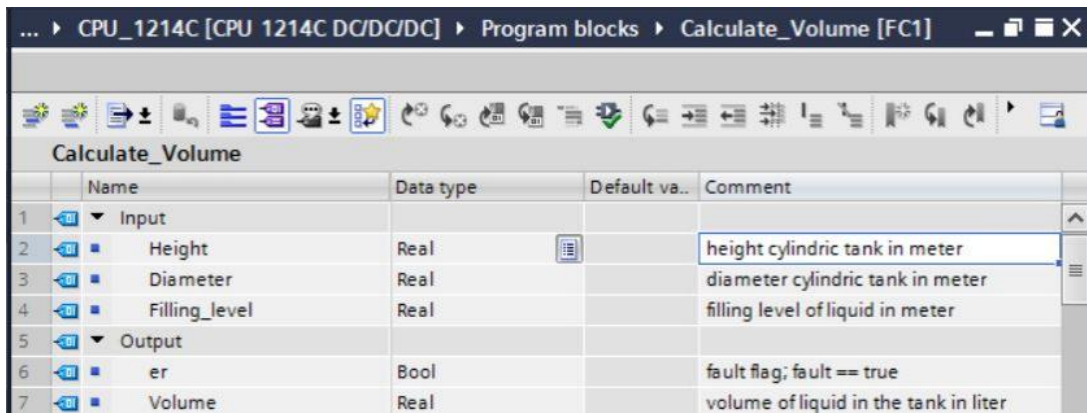 ... ▸ CPU_1214C [CPU 1214C DC/DC/DC] ▸ Program blocks ▸ Calculate_Volume [FC1]
Calculate_Volume
Name Data type Default va... Comment
1 Input
2 Height Real height cylindric tank in meter
3 Diameter Real diameter cylindric tank in meter
4 Filling_level Real filling level of liquid in meter
5 Output
6 er Bool fault flag; fault == true
7 Volume Real volume of liquid in the tank in liter